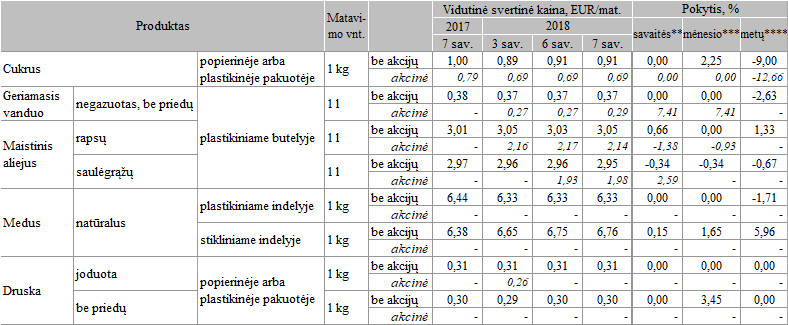 Produktas Matavi- Vidutinė svertinė kaina, EUR/mat. Pokytis, %
mo vnt. 2017 2018 savaitės** mėnesio*** metų****
7 sav. 3 sav. 6 sav. 7 sav.
Cukrus popierinėje arba plastikinėje pakuotėje 1 kg be akcijų 1,00 0,89 0,91 0,91 0,00 2,25 -9,00
akcinė 0,79 0,69 0,69 0,69 0,00 0,00 -12,66
Geriamasis vanduo negazuotas, be priedų plastikiniame butelyje 1 l be akcijų 0,38 0,37 0,37 0,37 0,00 0,00 -2,63
akcinė - 0,27 0,27 0,29 7,41 7,41 -
Maistinis aliejus rapsų 1 l be akcijų 3,01 3,05 3,03 3,05 0,66 0,00 1,33
akcinė - 2,16 2,17 2,14 -1,38 -0,93 -
saulėgrąžų 1 l be akcijų 2,97 2,96 2,96 2,95 -0,34 -0,34 -0,67
akcinė - - 1,93 1,98 2,59 - -
Medus natūralus plastikiniame indelyje 1 kg be akcijų 6,44 6,33 6,33 6,33 0,00 0,00 -1,71
akcinė - - - - - - -
stikliniame indelyje 1 kg be akcijų 6,38 6,65 6,75 6,76 0,15 1,65 5,96
akcinė - - - - - - -
Druska joduota popierinėje arba plastikinėje pakuotėje 1 kg be akcijų 0,31 0,31 0,31 0,31 0,00 0,00 0,00
akcinė - 0,26 - - - - -
be priedų 1 kg be akcijų 0,30 0,29 0,30 0,30 0,00 3,45 0,00
akcinė - - - - - - -